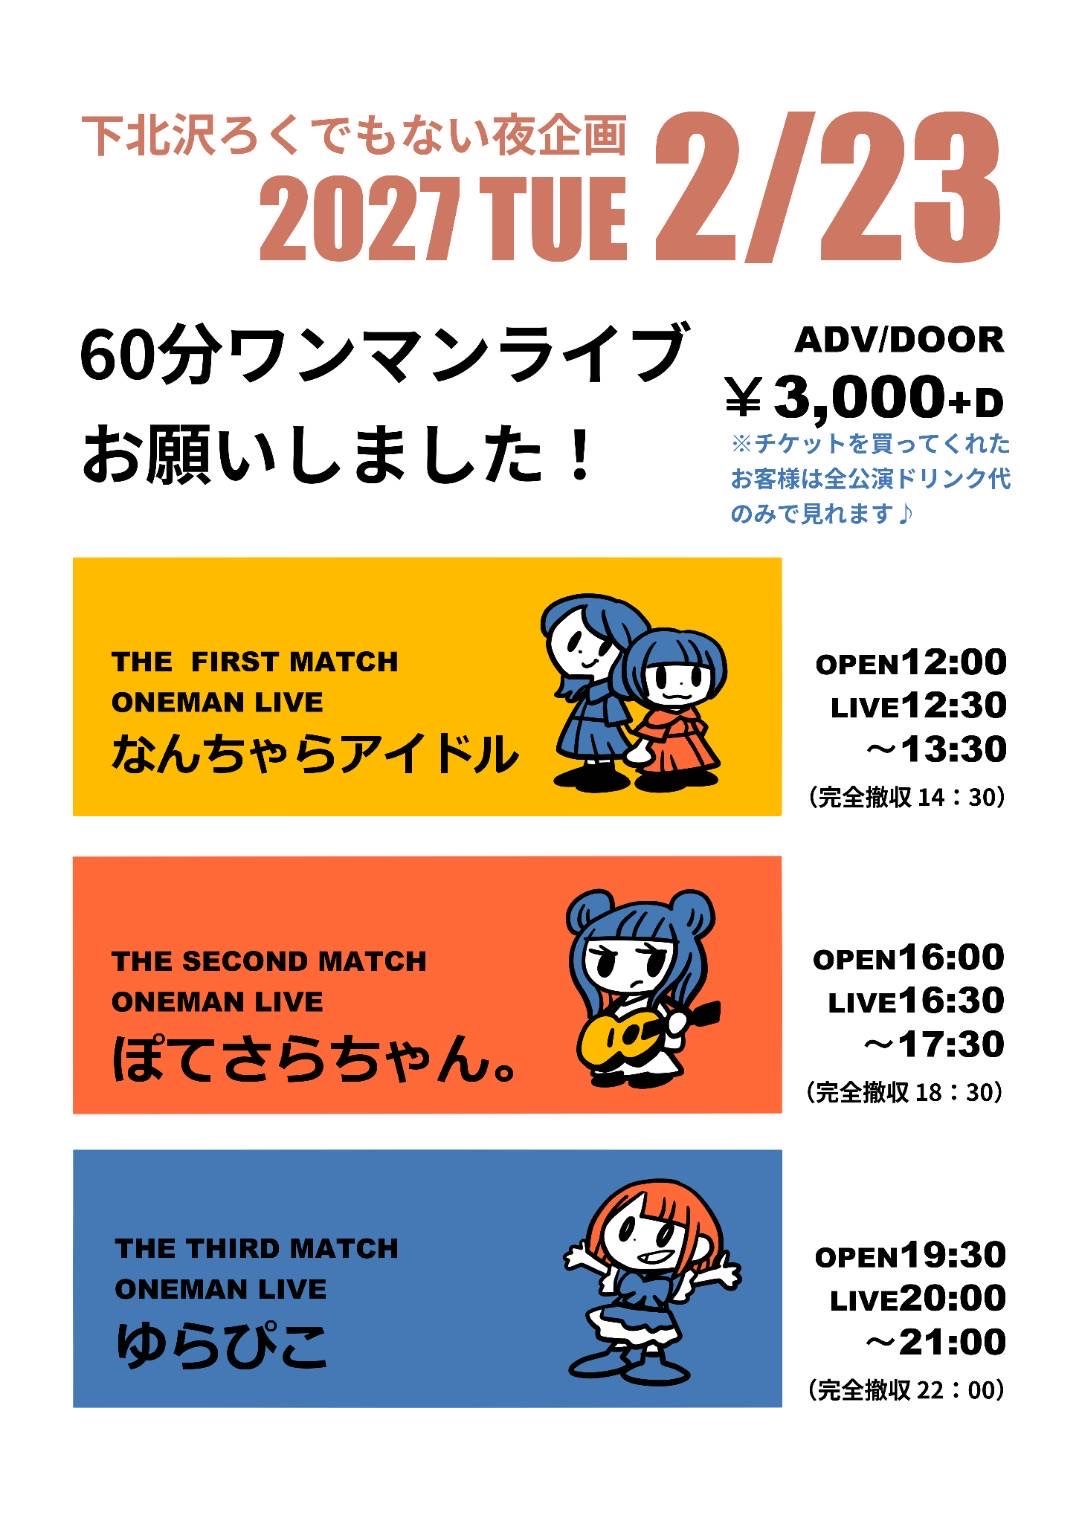 下北沢ろくでもない夜企画
2027 TUE 2/23
60分ワンマンライブ
お願いしました！
ADV/DOOR
￥3,000+D
※チケットを買ってくれた
お客様は全公演ドリンク代
のみで見れます♪
THE FIRST MATCH
ONEMAN LIVE
なんちゃらアイドル
OPEN12:00
LIVE12:30
～13:30
（完全撤収 14：30）
THE SECOND MATCH
ONEMAN LIVE
ぽてさらちゃん。
OPEN16:00
LIVE16:30
～17:30
（完全撤収 18：30）
THE THIRD MATCH
ONEMAN LIVE
ゆらぴこ
OPEN19:30
LIVE20:00
～21:00
（完全撤収 22：00）